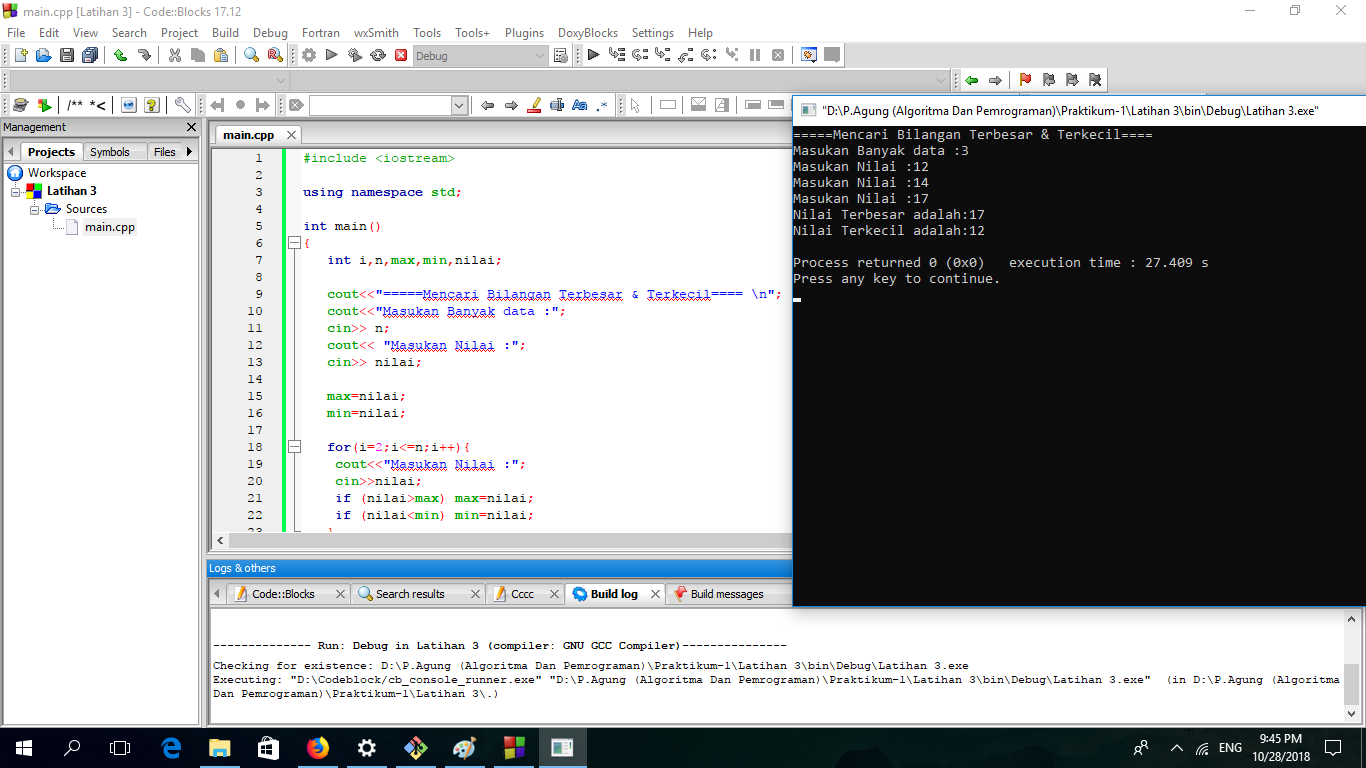 main.cpp [Latihan 3] - Code::Blocks 17.12
File Edit View Search Project Build Debug Fortran wxSmith Tools Tools+ Plugins DoxyBlocks Settings Help
Debug
/** *<
Management
Projects Symbols Files
Workspace
Latihan 3
Sources
main.cpp
main.cpp
1 #include <iostream>
2
3 using namespace std;
4
5 int main()
6 {
7 int i,n,max,min,nilai;
8
9 cout<<"=====Mencari Bilangan Terbesar & Terkecil==== \n";
10 cout<<"Masukan Banyak data :";
11 cin>> n;
12 cout<< "Masukan Nilai :";
13 cin>> nilai;
14
15 max=nilai;
16 min=nilai;
17
18 for(i=2;i<=n;i++){
19 cout<<"Masukan Nilai :";
20 cin>>nilai;
21 if (nilai>max) max=nilai;
22 if (nilai<min) min=nilai;
23 }
"D:\P.Agung (Algoritma Dan Pemrograman)\Praktikum-1\Latihan 3\bin\Debug\Latihan 3.exe"
=====Mencari Bilangan Terbesar & Terkecil====
Masukan Banyak data :3
Masukan Nilai :12
Masukan Nilai :14
Masukan Nilai :17
Nilai Terbesar adalah:17
Nilai Terkecil adalah:12
Process returned 0 (0x0) execution time : 27.409 s
Press any key to continue.
Logs & others
Code::Blocks Search results Cccc Build log Build messages
-------------- Run: Debug in Latihan 3 (compiler: GNU GCC Compiler)---------------
Checking for existence: D:\P.Agung (Algoritma Dan Pemrograman)\Praktikum-1\Latihan 3\bin\Debug\Latihan 3.exe
Executing: "D:\Codeblock/cb_console_runner.exe" "D:\P.Agung (Algoritma Dan Pemrograman)\Praktikum-1\Latihan 3\bin\Debug\Latihan 3.exe" (in D:\P.Agung (Algoritma
Dan Pemrograman)\Praktikum-1\Latihan 3\.)
ENG
9:45 PM
10/28/2018